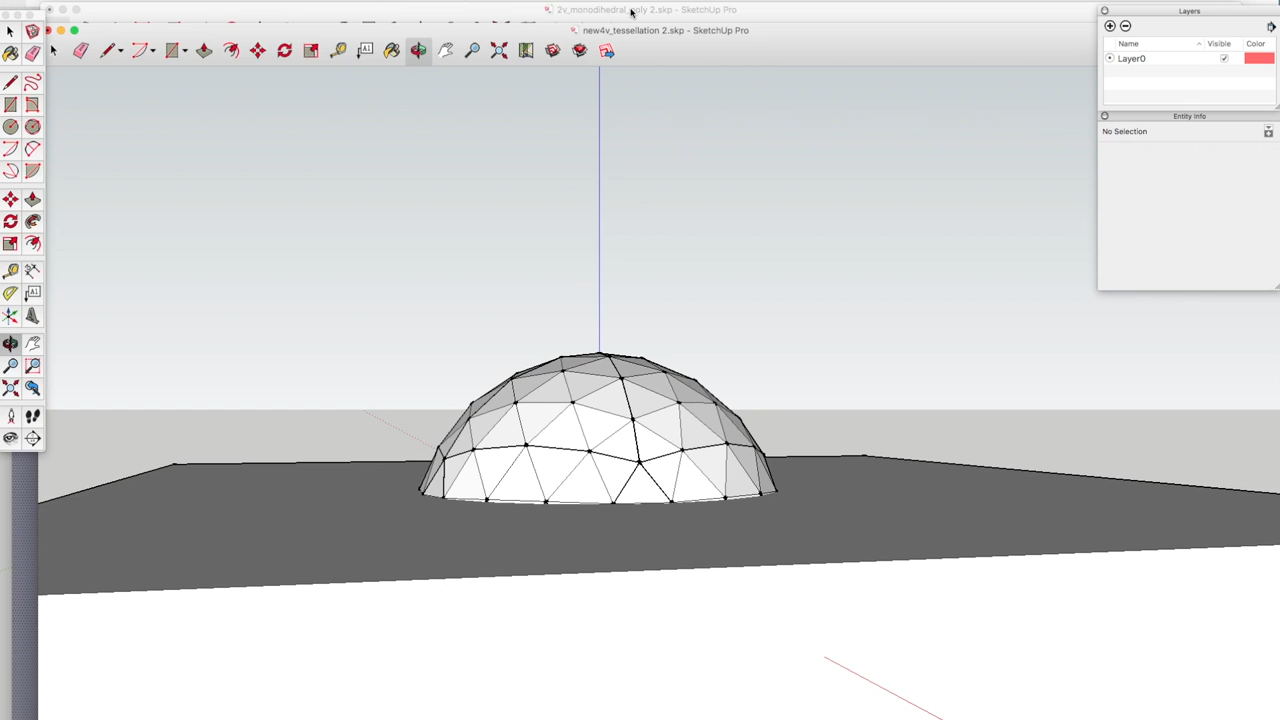 2v_monodihedral_poly 2.skp - SketchUp Pro
new4v_tessellation 2.skp - SketchUp Pro
Layers
Name Visible Color
Layer0
Entity Info
No Selection